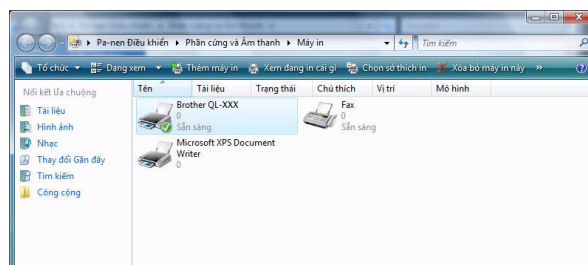 Pa-nen Điều khiển ▸ Phần cứng và Âm thanh ▸ Máy in
Tìm kiếm
Tổ chức Dạng xem Thêm máy in Xem đang in cái gì Chọn sở thích in Xóa bỏ máy in này »
Nối kết Ưa chuộng
Tài liệu
Hình ảnh
Nhạc
Thay đổi Gần đây
Tìm kiếm
Công cộng
Tên Tài liệu Trạng thái Chú thích Vị trí Mô hình
Brother QL-XXX
0
Sẵn sàng
Fax
0
Sẵn sàng
Microsoft XPS Document
Writer
0